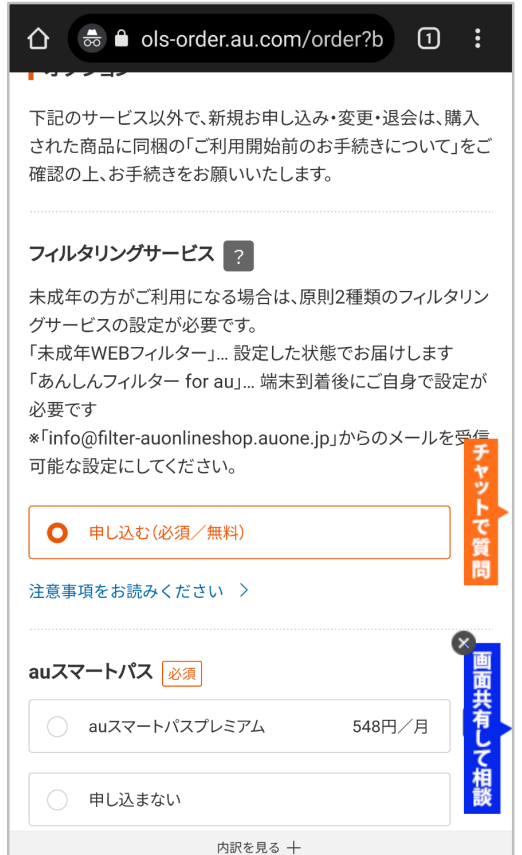 ols-order.au.com/order?b
1
オプション
下記のサービス以外で、新規お申し込み・変更・退会は、購入
された商品に同梱の「ご利用開始前のお手続きについて」をご
確認の上、お手続きをお願いいたします。
フィルタリングサービス ?
未成年の方がご利用になる場合は、原則2種類のフィルタリン
グサービスの設定が必要です。
「未成年WEBフィルター」... 設定した状態でお届けします
「あんしんフィルター for au」... 端末到着後にご自身で設定が
必要です
※「info@filter-auonlineshop.auone.jp」からのメールを受信
可能な設定にしてください。
チャットで質問
申し込む(必須／無料)
注意事項をお読みください
auスマートパス 必須
画面共有して相談
auスマートパスプレミアム 548円／月
申し込まない
内訳を見る